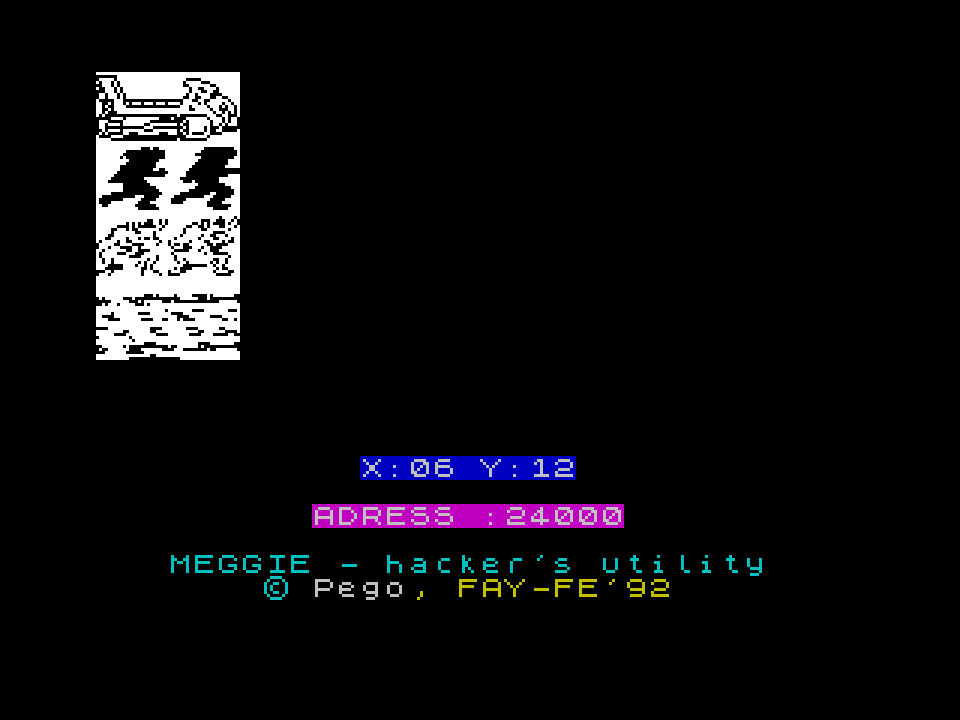 X:06 Y:12
ADRESS :24000
MEGGIE - hacker's utility
© Pego, FAY-FE'92